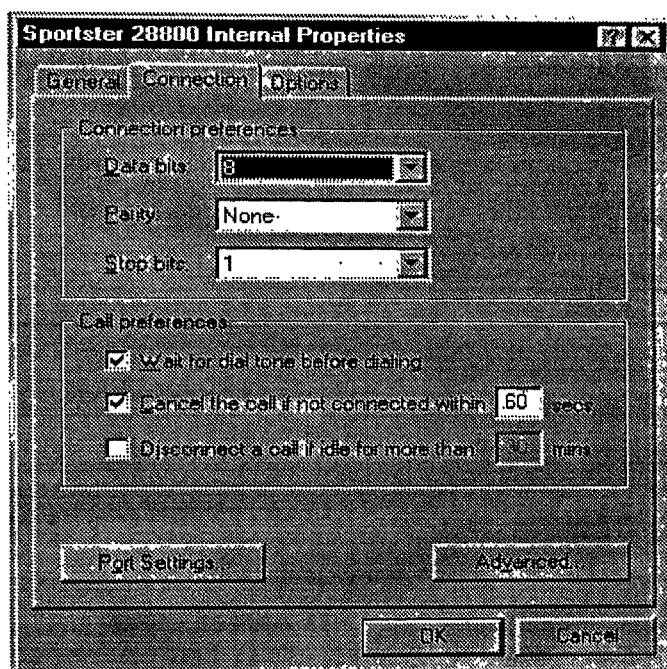 Sportster 28800 Internal Properties
General Connection Options
Connection preferences
Data bits: 8
Parity: None
Stop bits: 1
Call preferences
Wait for dial tone before dialing
Cancel the call if not connected within 60 secs
Disconnect a call if idle for more than 30 mins
Port Settings... Advanced...
OK Cancel